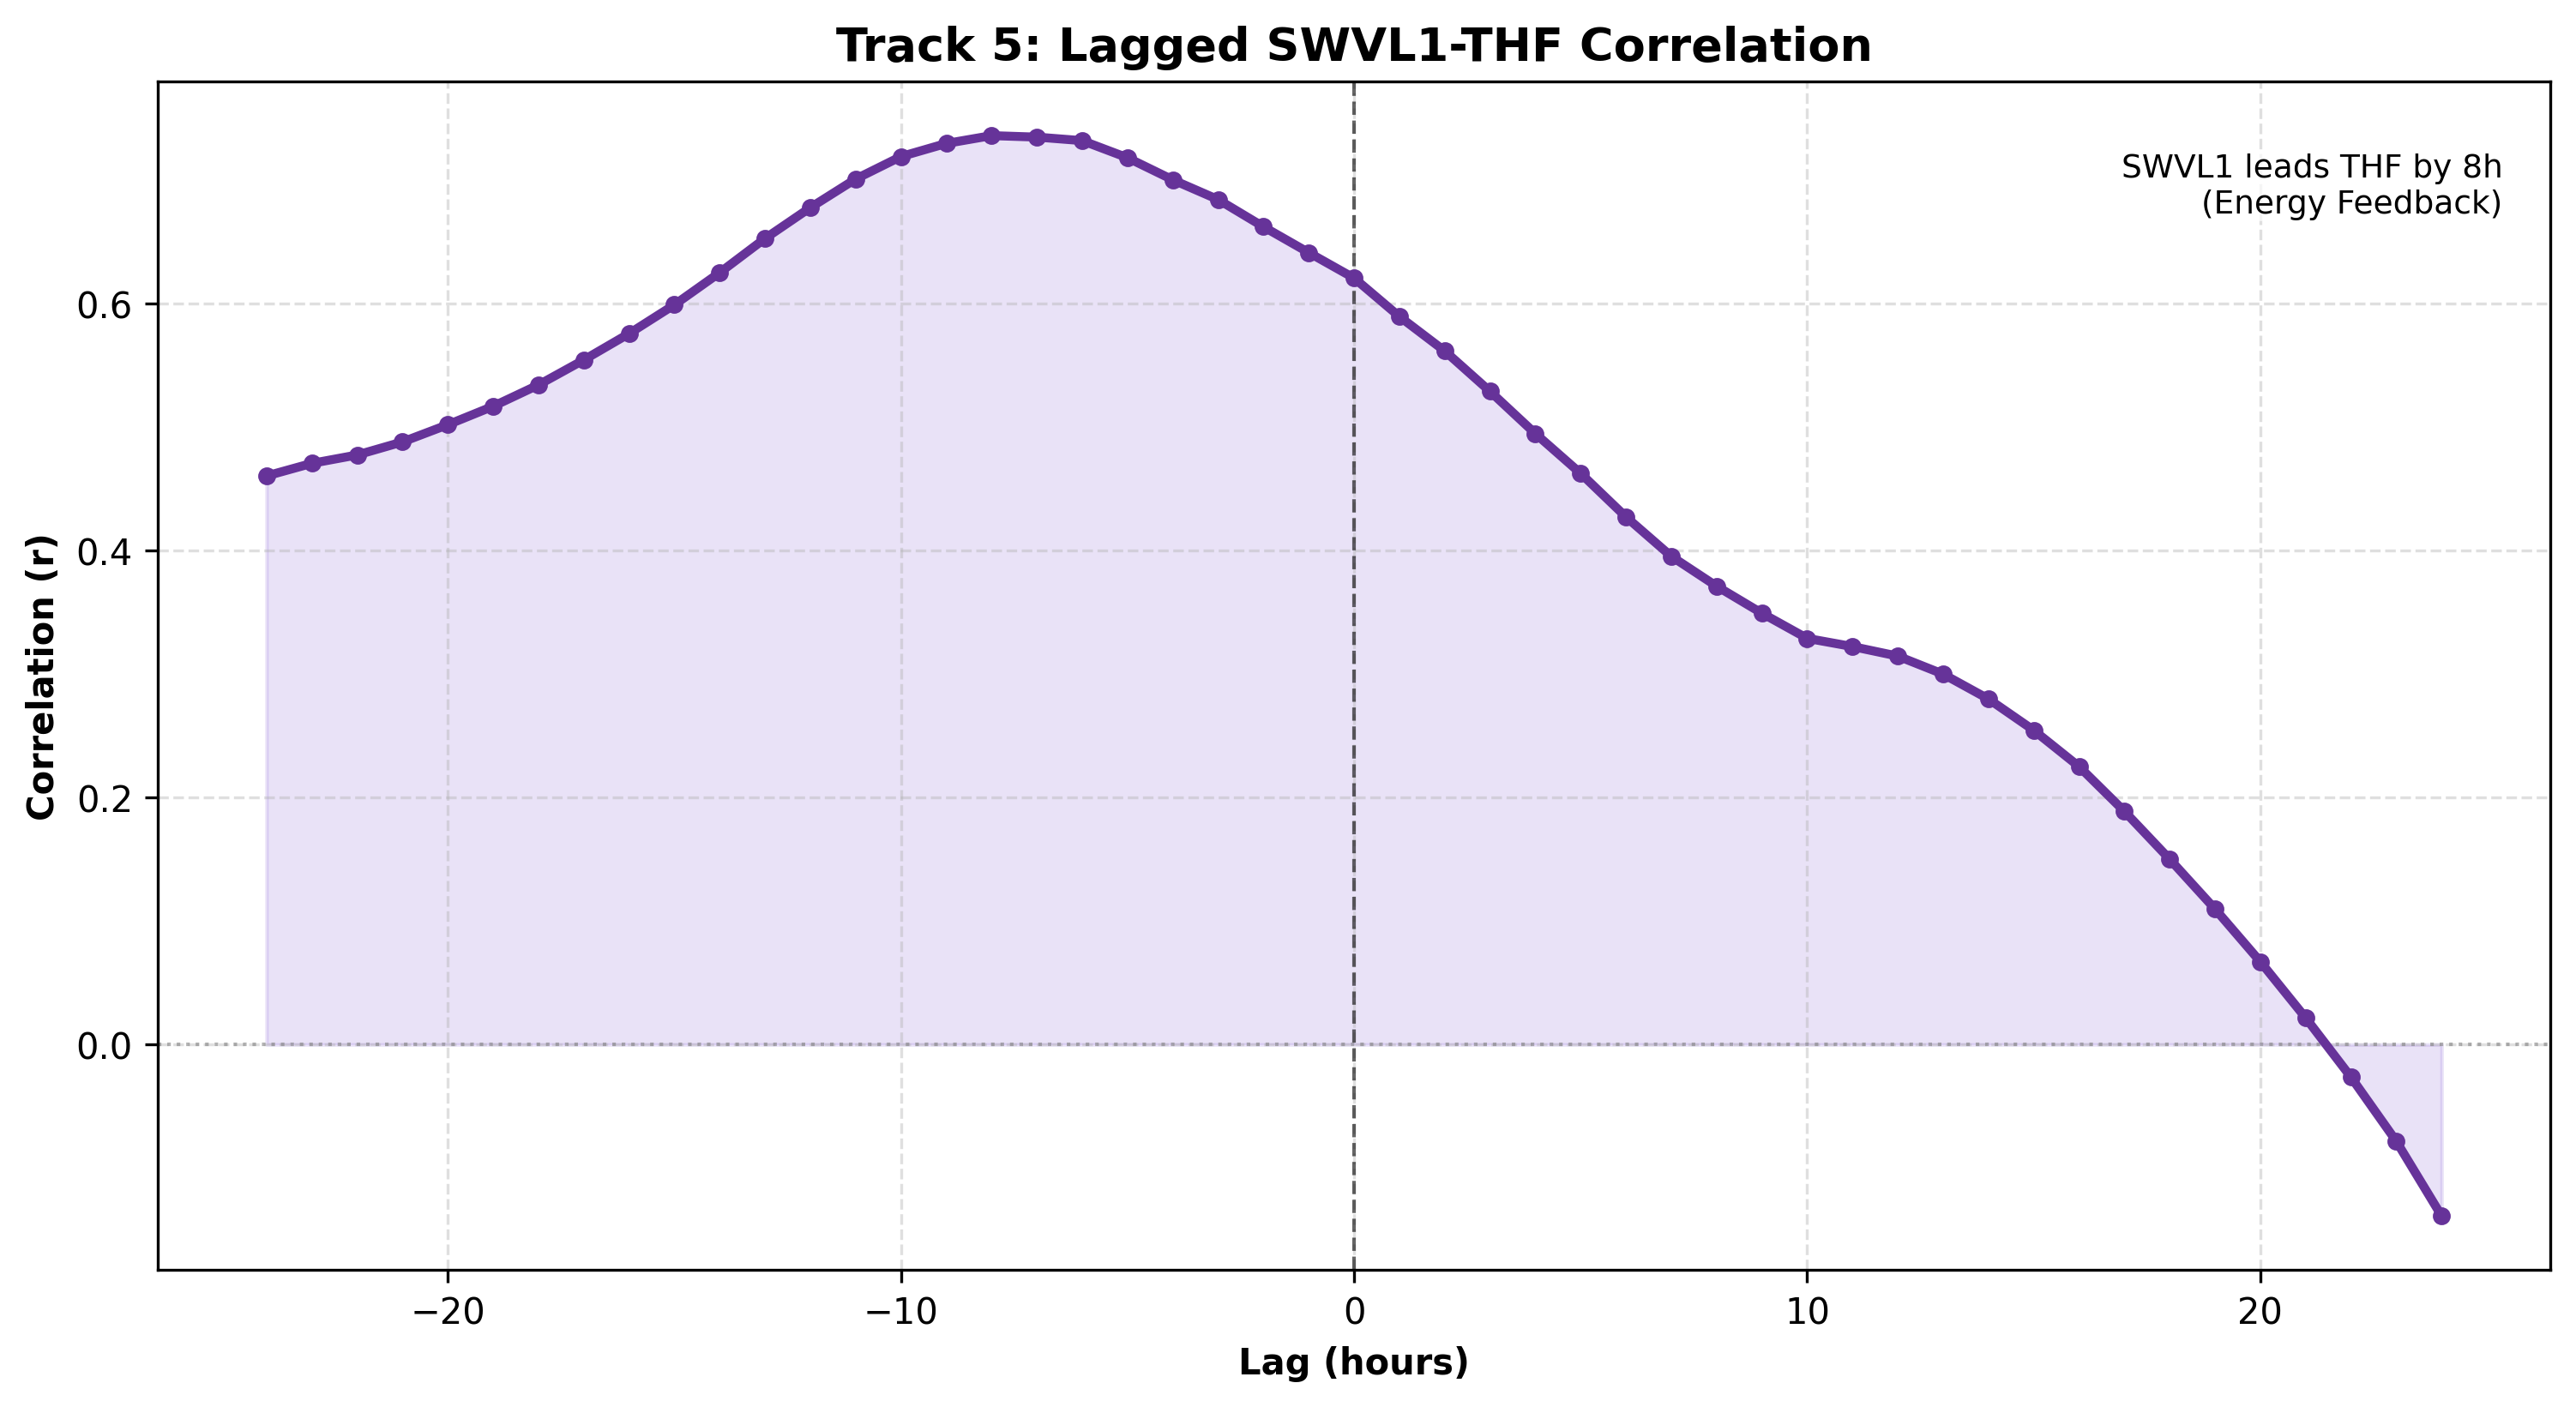 Track 5: Lagged SWVL1-THF Correlation
SWVL1 leads THF by 8h
(Energy Feedback)
Correlation (r)
0.6
0.4
0.2
0.0
−20
−10
0
10
20
Lag (hours)